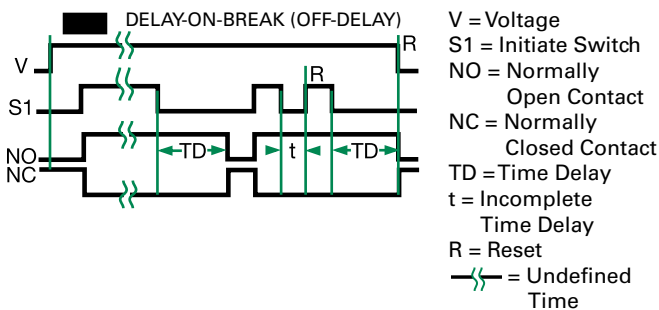 DELAY-ON-BREAK (OFF-DELAY)
V
R
S1
R
NO
NC
TD
t
TD
V = Voltage
S1 = Initiate Switch
NO = Normally
Open Contact
NC = Normally
Closed Contact
TD = Time Delay
t = Incomplete
Time Delay
R = Reset
= Undefined
Time